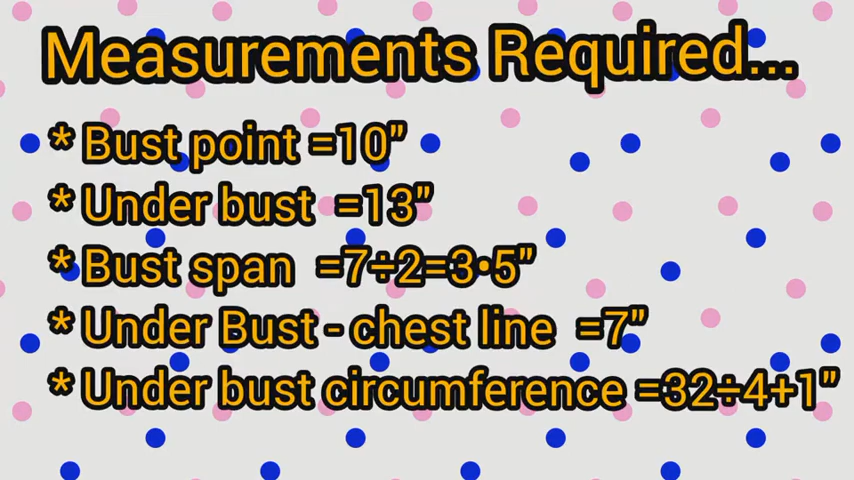 Measurements Required...
* Bust point =10”
* Under bust =13”
* Bust span =7÷2=3•5”
* Under Bust - chest line =7”
* Under bust circumference =32÷4+1”